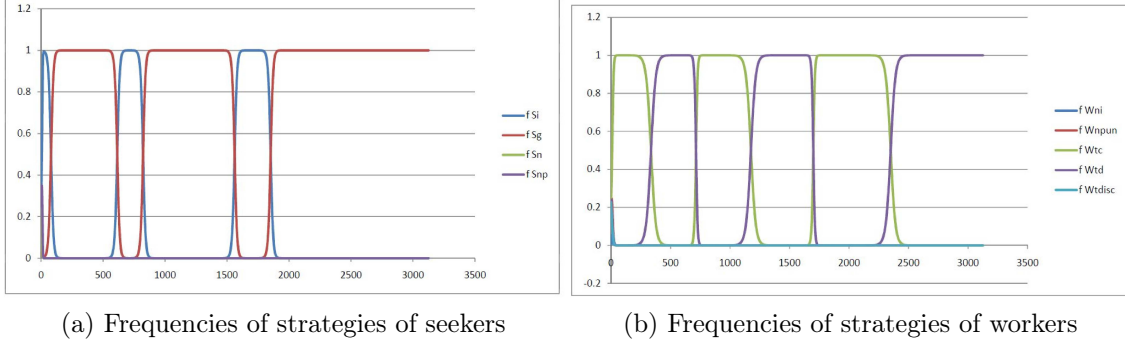 1.2
1
0.8
0.6
0.4
0.2
0
0 500 1000 1500 2000 2500 3000 3500
f Si
f Sg
f Sn
f Snp
(a) Frequencies of strategies of seekers
1.2
1
0.8
0.6
0.4
0.2
0
-0.2
0 500 1000 1500 2000 2500 3000 3500
f Wni
f Wnpun
f Wtc
f Wtd
f Wtdisc
(b) Frequencies of strategies of workers